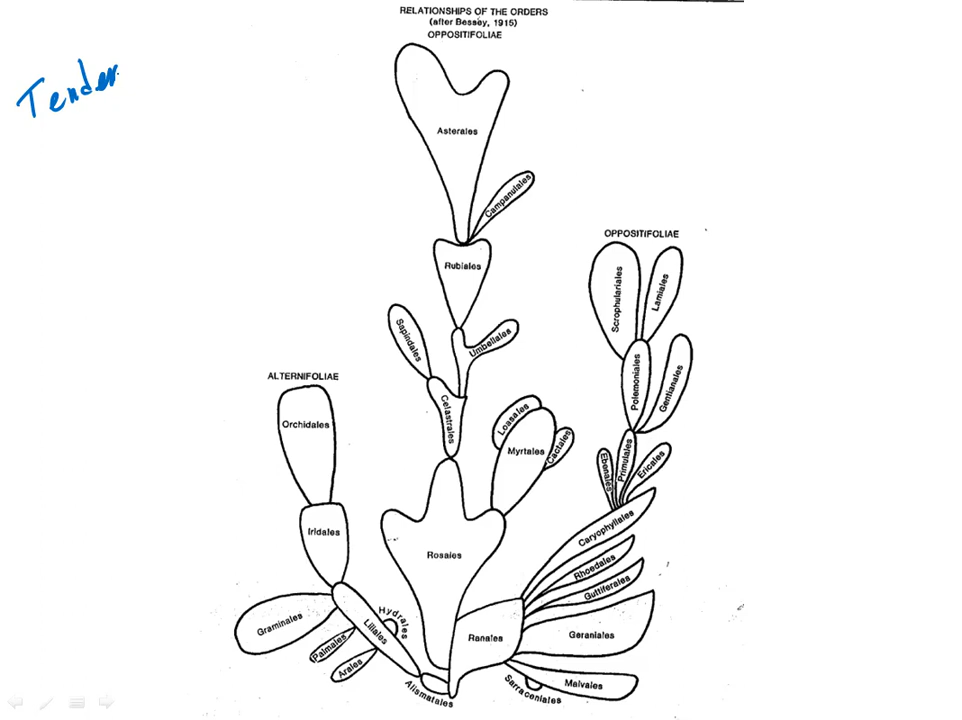 RELATIONSHIPS OF THE ORDERS
(after Bessey, 1915)
OPPOSITIFOLIAE
Tender
Asterales
Campanulales
OPPOSITIFOLIAE
Rubiales
Scrophulariales
Lamiales
Sapindales
Umbellales
ALTERNIFOLIAE
Polemoniales
Gentianales
Orchidales
Celastrales
Loasales
Myrtales
Cactales
Ebenales
Primulales
Ericales
Iridales
Caryophyllales
Rosales
Rhoedales
Guttiferales
Graminales
Hydrales
Liliales
Palmales
Arales
Ranales
Geraniales
Alismatales
Sarraceniales
Malvales